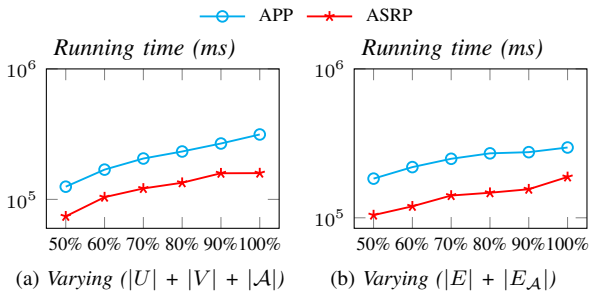 APP ASRP
Running time (ms) Running time (ms)
10^6 10^6
10^5 10^5
50% 60% 70% 80% 90% 100% 50% 60% 70% 80% 90% 100%
(a) Varying (|U| + |V| + |𝒜|) (b) Varying (|E| + |E_𝒜|)